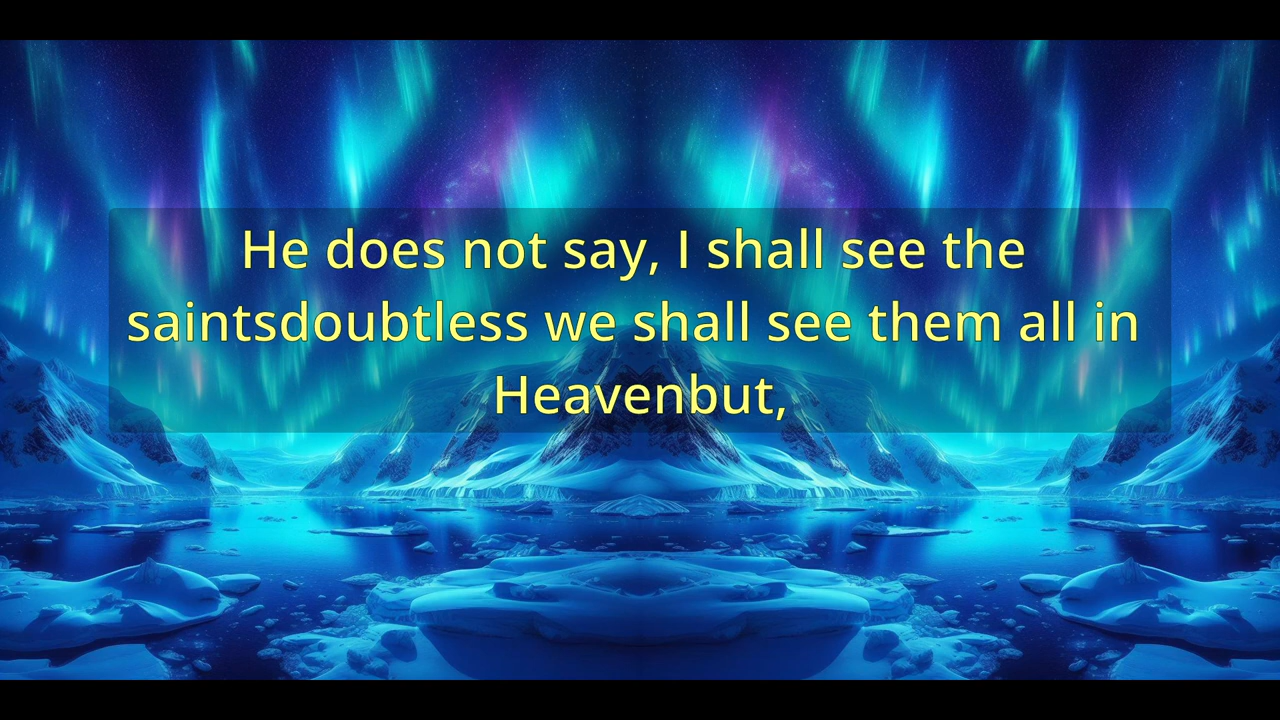 He does not say, I shall see the
saintsdoubtless we shall see them all in
Heavenbut,